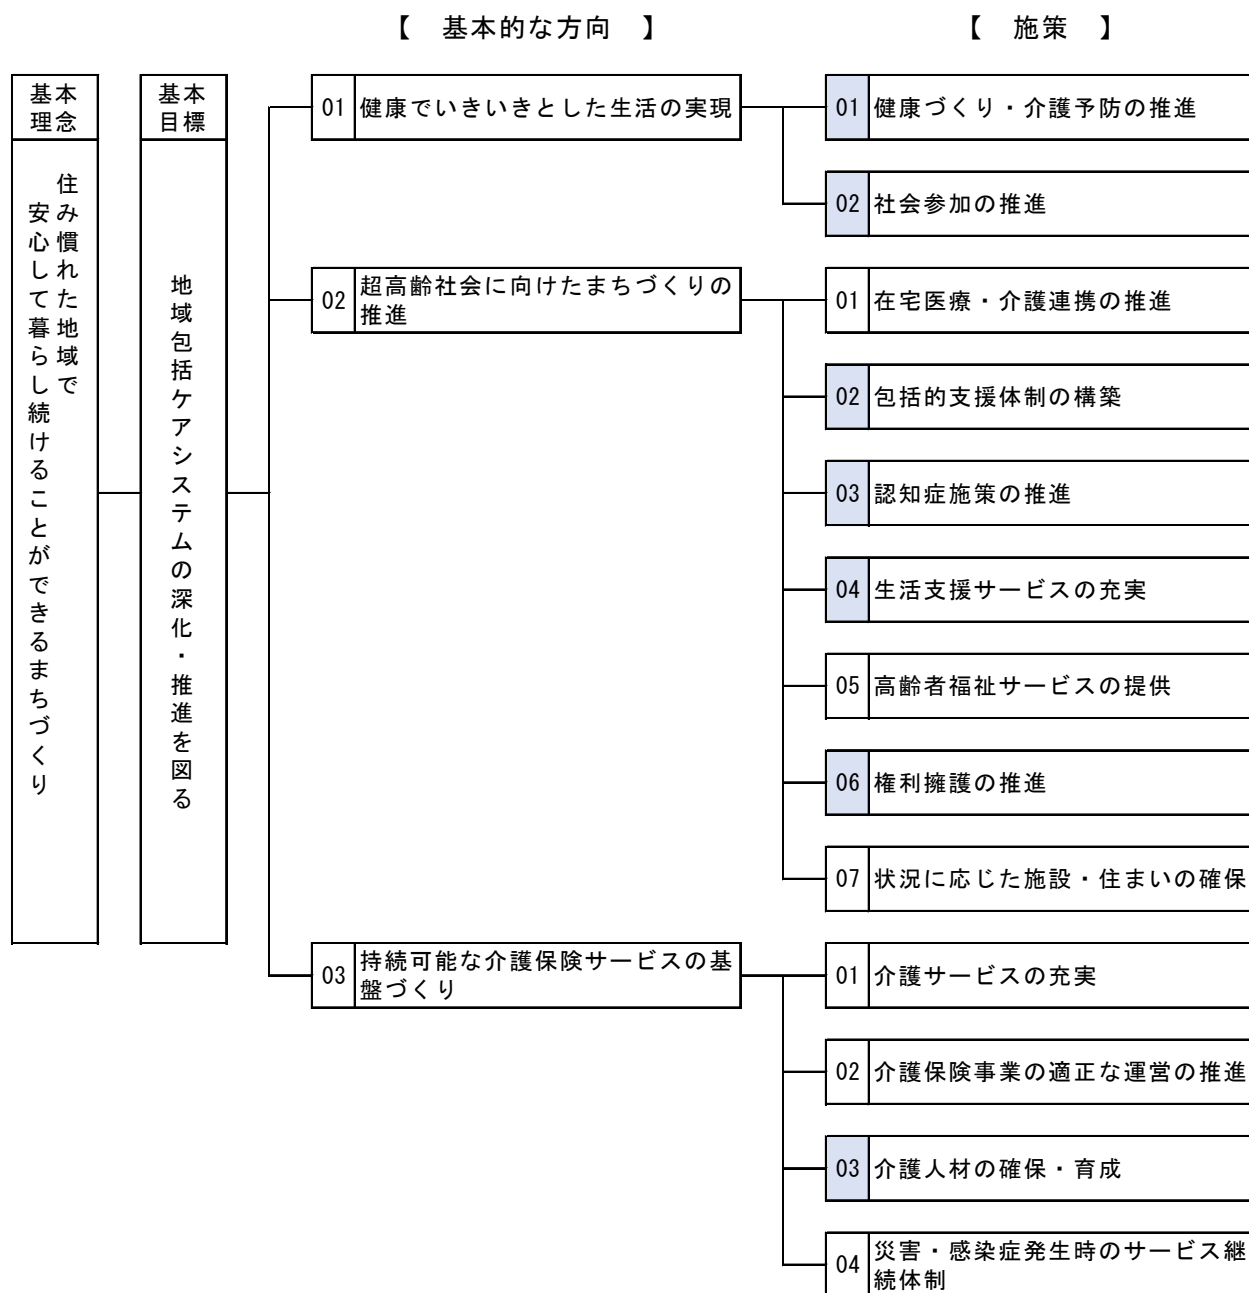 【　基本的な方向　】
【　施策　】
基本
理念
住み慣れた地域で
安心して暮らし続けることができるまちづくり
基本
目標
地域包括ケアシステムの深化・推進を図る
01 健康でいきいきとした生活の実現
01 健康づくり・介護予防の推進
02 社会参加の推進
02 超高齢社会に向けたまちづくりの
推進
01 在宅医療・介護連携の推進
02 包括的支援体制の構築
03 認知症施策の推進
04 生活支援サービスの充実
05 高齢者福祉サービスの提供
06 権利擁護の推進
07 状況に応じた施設・住まいの確保
03 持続可能な介護保険サービスの基
盤づくり
01 介護サービスの充実
02 介護保険事業の適正な運営の推進
03 介護人材の確保・育成
04 災害・感染症発生時のサービス継
続体制